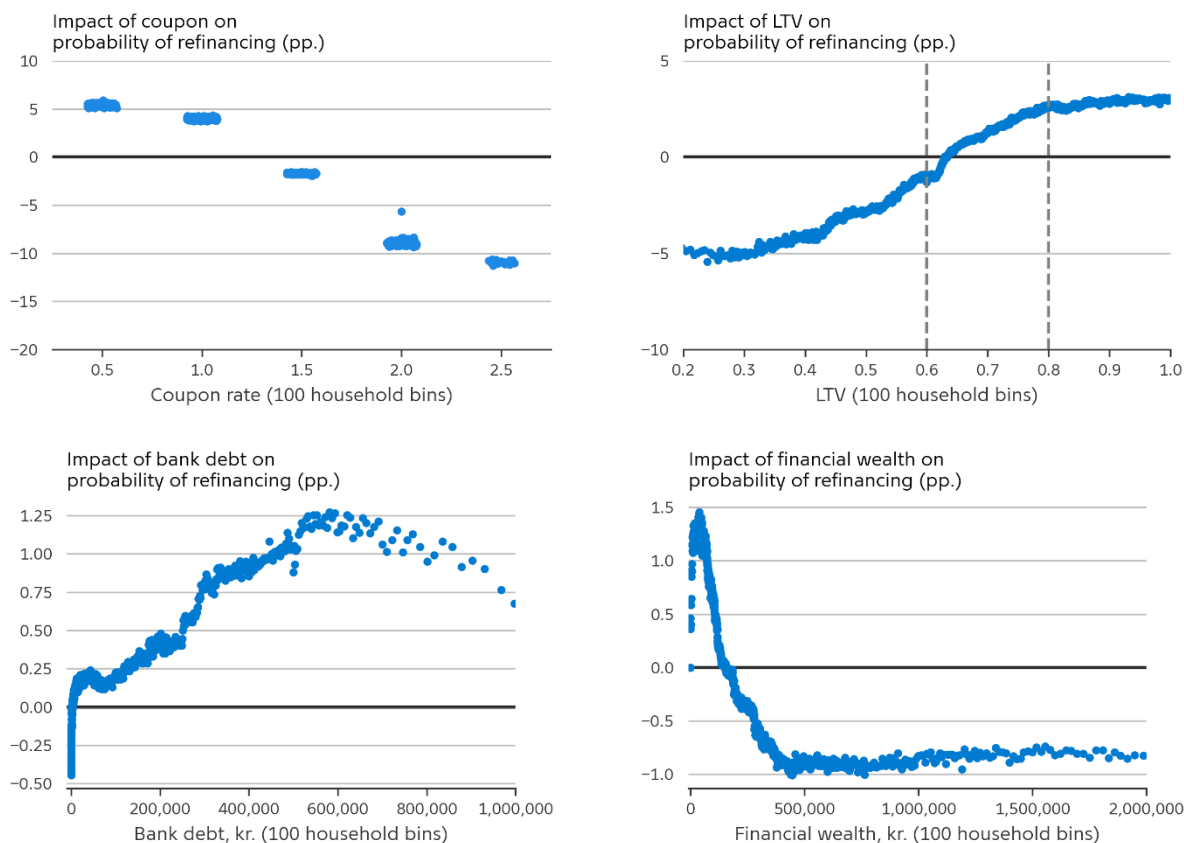 Impact of coupon on
probability of refinancing (pp.)
10
5
0
−5
−10
−15
−20
0.5 1.0 1.5 2.0 2.5
Coupon rate (100 household bins)
Impact of LTV on
probability of refinancing (pp.)
5
0
−5
−10
0.2 0.3 0.4 0.5 0.6 0.7 0.8 0.9 1.0
LTV (100 household bins)
Impact of bank debt on
probability of refinancing (pp.)
1.25
1.00
0.75
0.50
0.25
0.00
−0.25
−0.50
0 200,000 400,000 600,000 800,000 1,000,000
Bank debt, kr. (100 household bins)
Impact of financial wealth on
probability of refinancing (pp.)
1.5
1.0
0.5
0.0
−0.5
−1.0
0 500,000 1,000,000 1,500,000 2,000,000
Financial wealth, kr. (100 household bins)